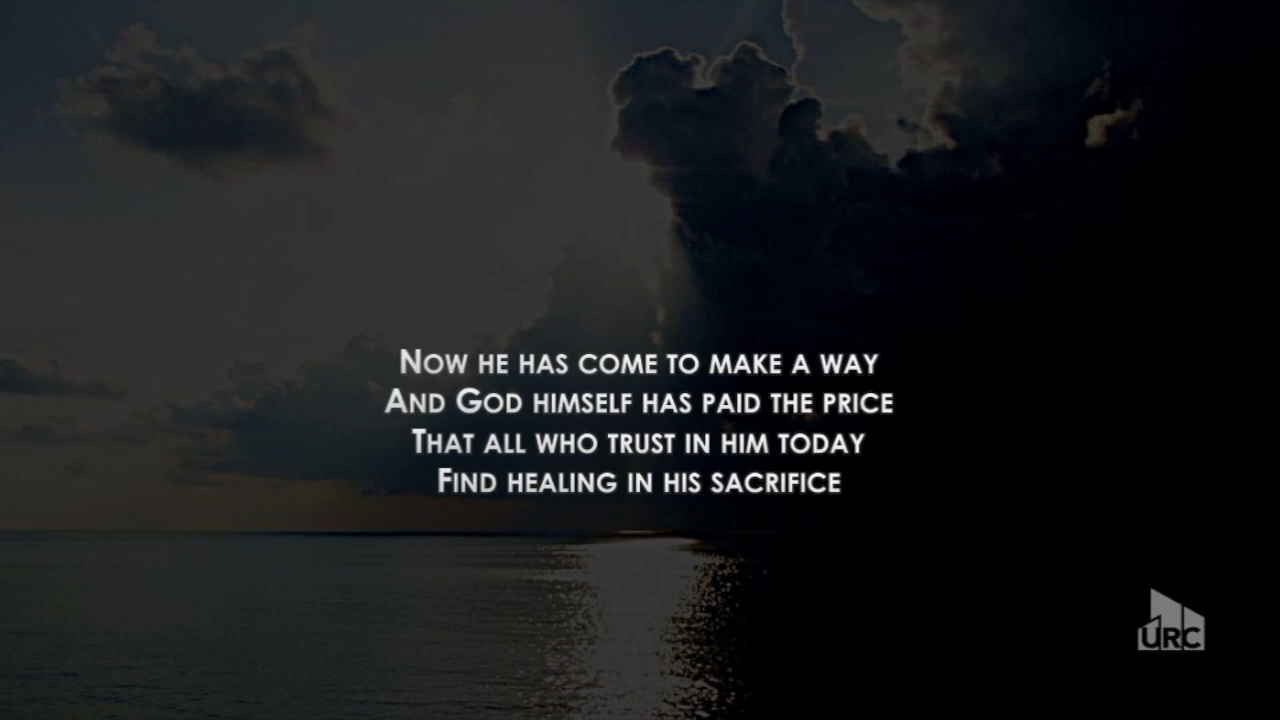 Now he has come to make a way
And God himself has paid the price
That all who trust in him today
Find healing in his sacrifice
URC